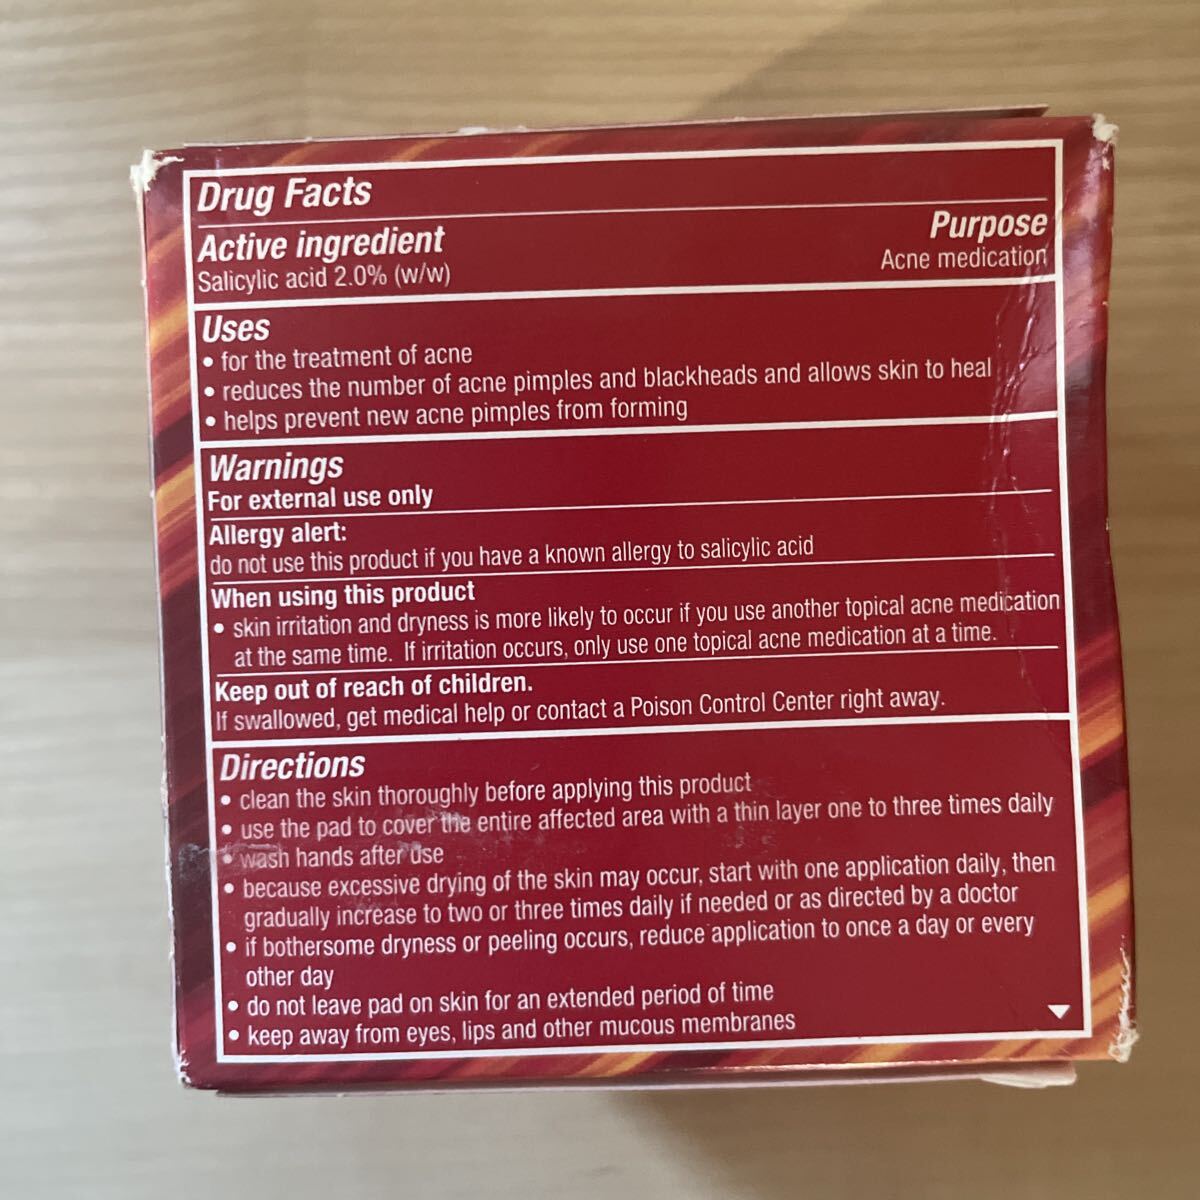 Drug Facts
Active ingredient
Purpose
Salicylic acid 2.0% (w/w)
Acne medication
Uses
• for the treatment of acne
• reduces the number of acne pimples and blackheads and allows skin to heal
• helps prevent new acne pimples from forming
Warnings
For external use only
Allergy alert:
do not use this product if you have a known allergy to salicylic acid
When using this product
• skin irritation and dryness is more likely to occur if you use another topical acne medication
at the same time. If irritation occurs, only use one topical acne medication at a time.
Keep out of reach of children.
If swallowed, get medical help or contact a Poison Control Center right away.
Directions
• clean the skin thoroughly before applying this product
• use the pad to cover the entire affected area with a thin layer one to three times daily
• wash hands after use
• because excessive drying of the skin may occur, start with one application daily, then
gradually increase to two or three times daily if needed or as directed by a doctor
• if bothersome dryness or peeling occurs, reduce application to once a day or every
other day
• do not leave pad on skin for an extended period of time
• keep away from eyes, lips and other mucous membranes